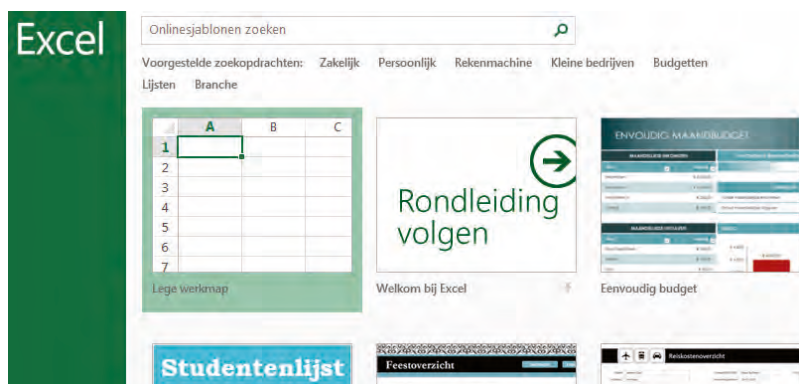 Excel
Onlinesjablonen zoeken
Voorgestelde zoekopdrachten: Zakelijk Persoonlijk Rekenmachine Kleine bedrijven Budgetten
Lijsten Branche
A B C
1
2
3
4
5
6
7
Lege werkmap
Rondleiding
volgen
Welkom bij Excel
ENVOUDIG MAANDBUDGET
Eenvoudig budget
Studentenlijst
Feestoverzicht
Reiskostenoverzicht